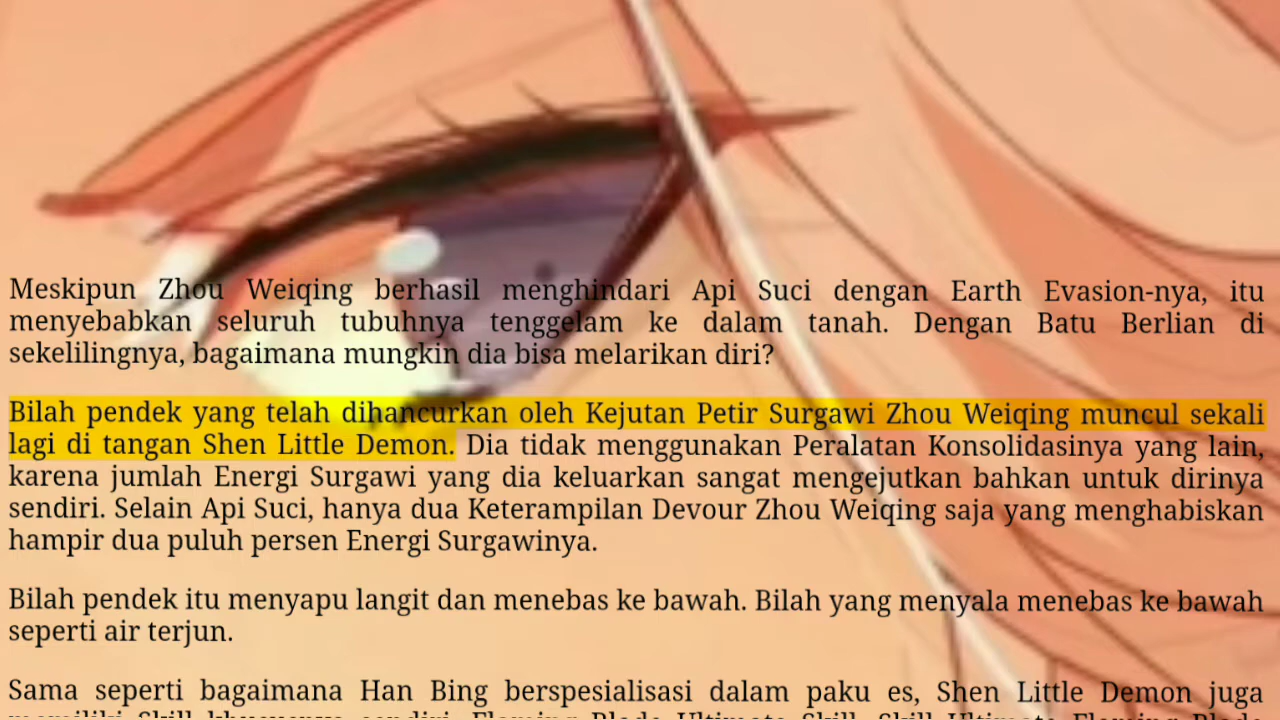 Meskipun Zhou Weiqing berhasil menghindari Api Suci dengan Earth Evasion-nya, itu
menyebabkan seluruh tubuhnya tenggelam ke dalam tanah. Dengan Batu Berlian di
sekelilingnya, bagaimana mungkin dia bisa melarikan diri?
Bilah pendek yang telah dihancurkan oleh Kejutan Petir Surgawi Zhou Weiqing muncul sekali
lagi di tangan Shen Little Demon. Dia tidak menggunakan Peralatan Konsolidasinya yang lain,
karena jumlah Energi Surgawi yang dia keluarkan sangat mengejutkan bahkan untuk dirinya
sendiri. Selain Api Suci, hanya dua Keterampilan Devour Zhou Weiqing saja yang menghabiskan
hampir dua puluh persen Energi Surgawinya.
Bilah pendek itu menyapu langit dan menebas ke bawah. Bilah yang menyala menebas ke bawah
seperti air terjun.
Sama seperti bagaimana Han Bing berspesialisasi dalam paku es, Shen Little Demon juga